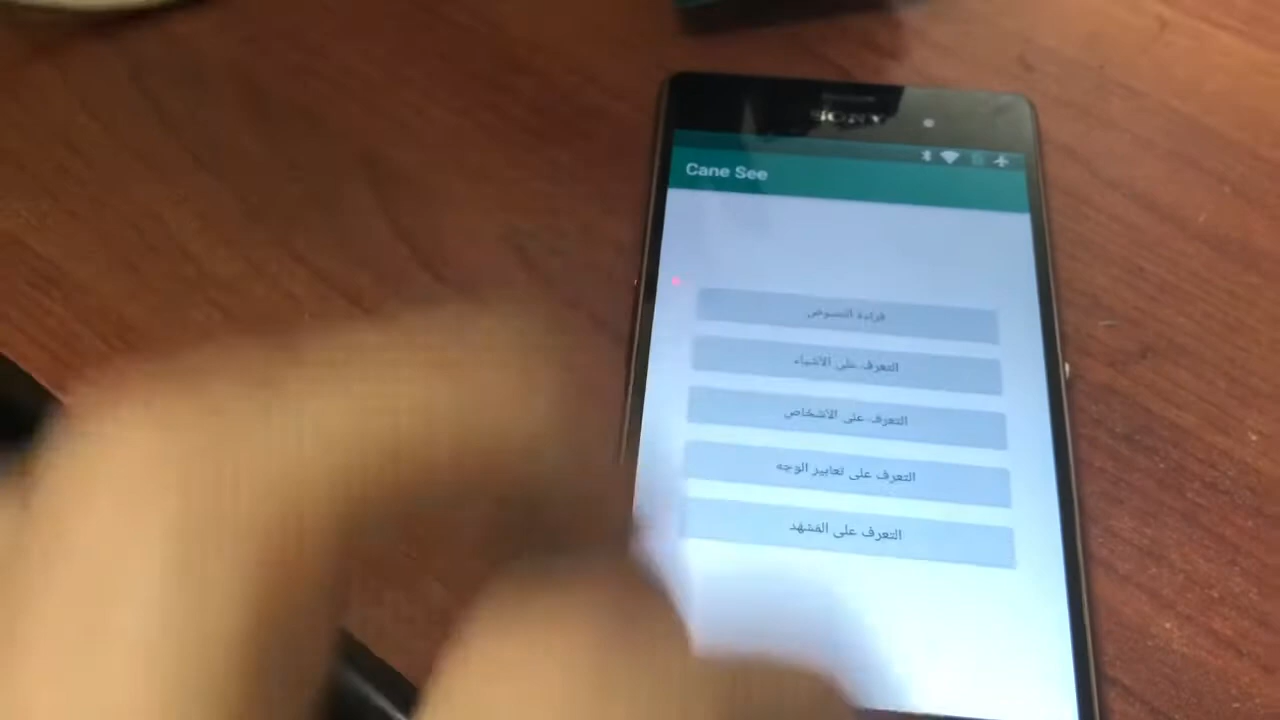 SONY
Cane See
قراءة النصوص
التعرف على الأشياء
التعرف على الأشخاص
التعرف على تعابير الوجه
التعرف على المشهد